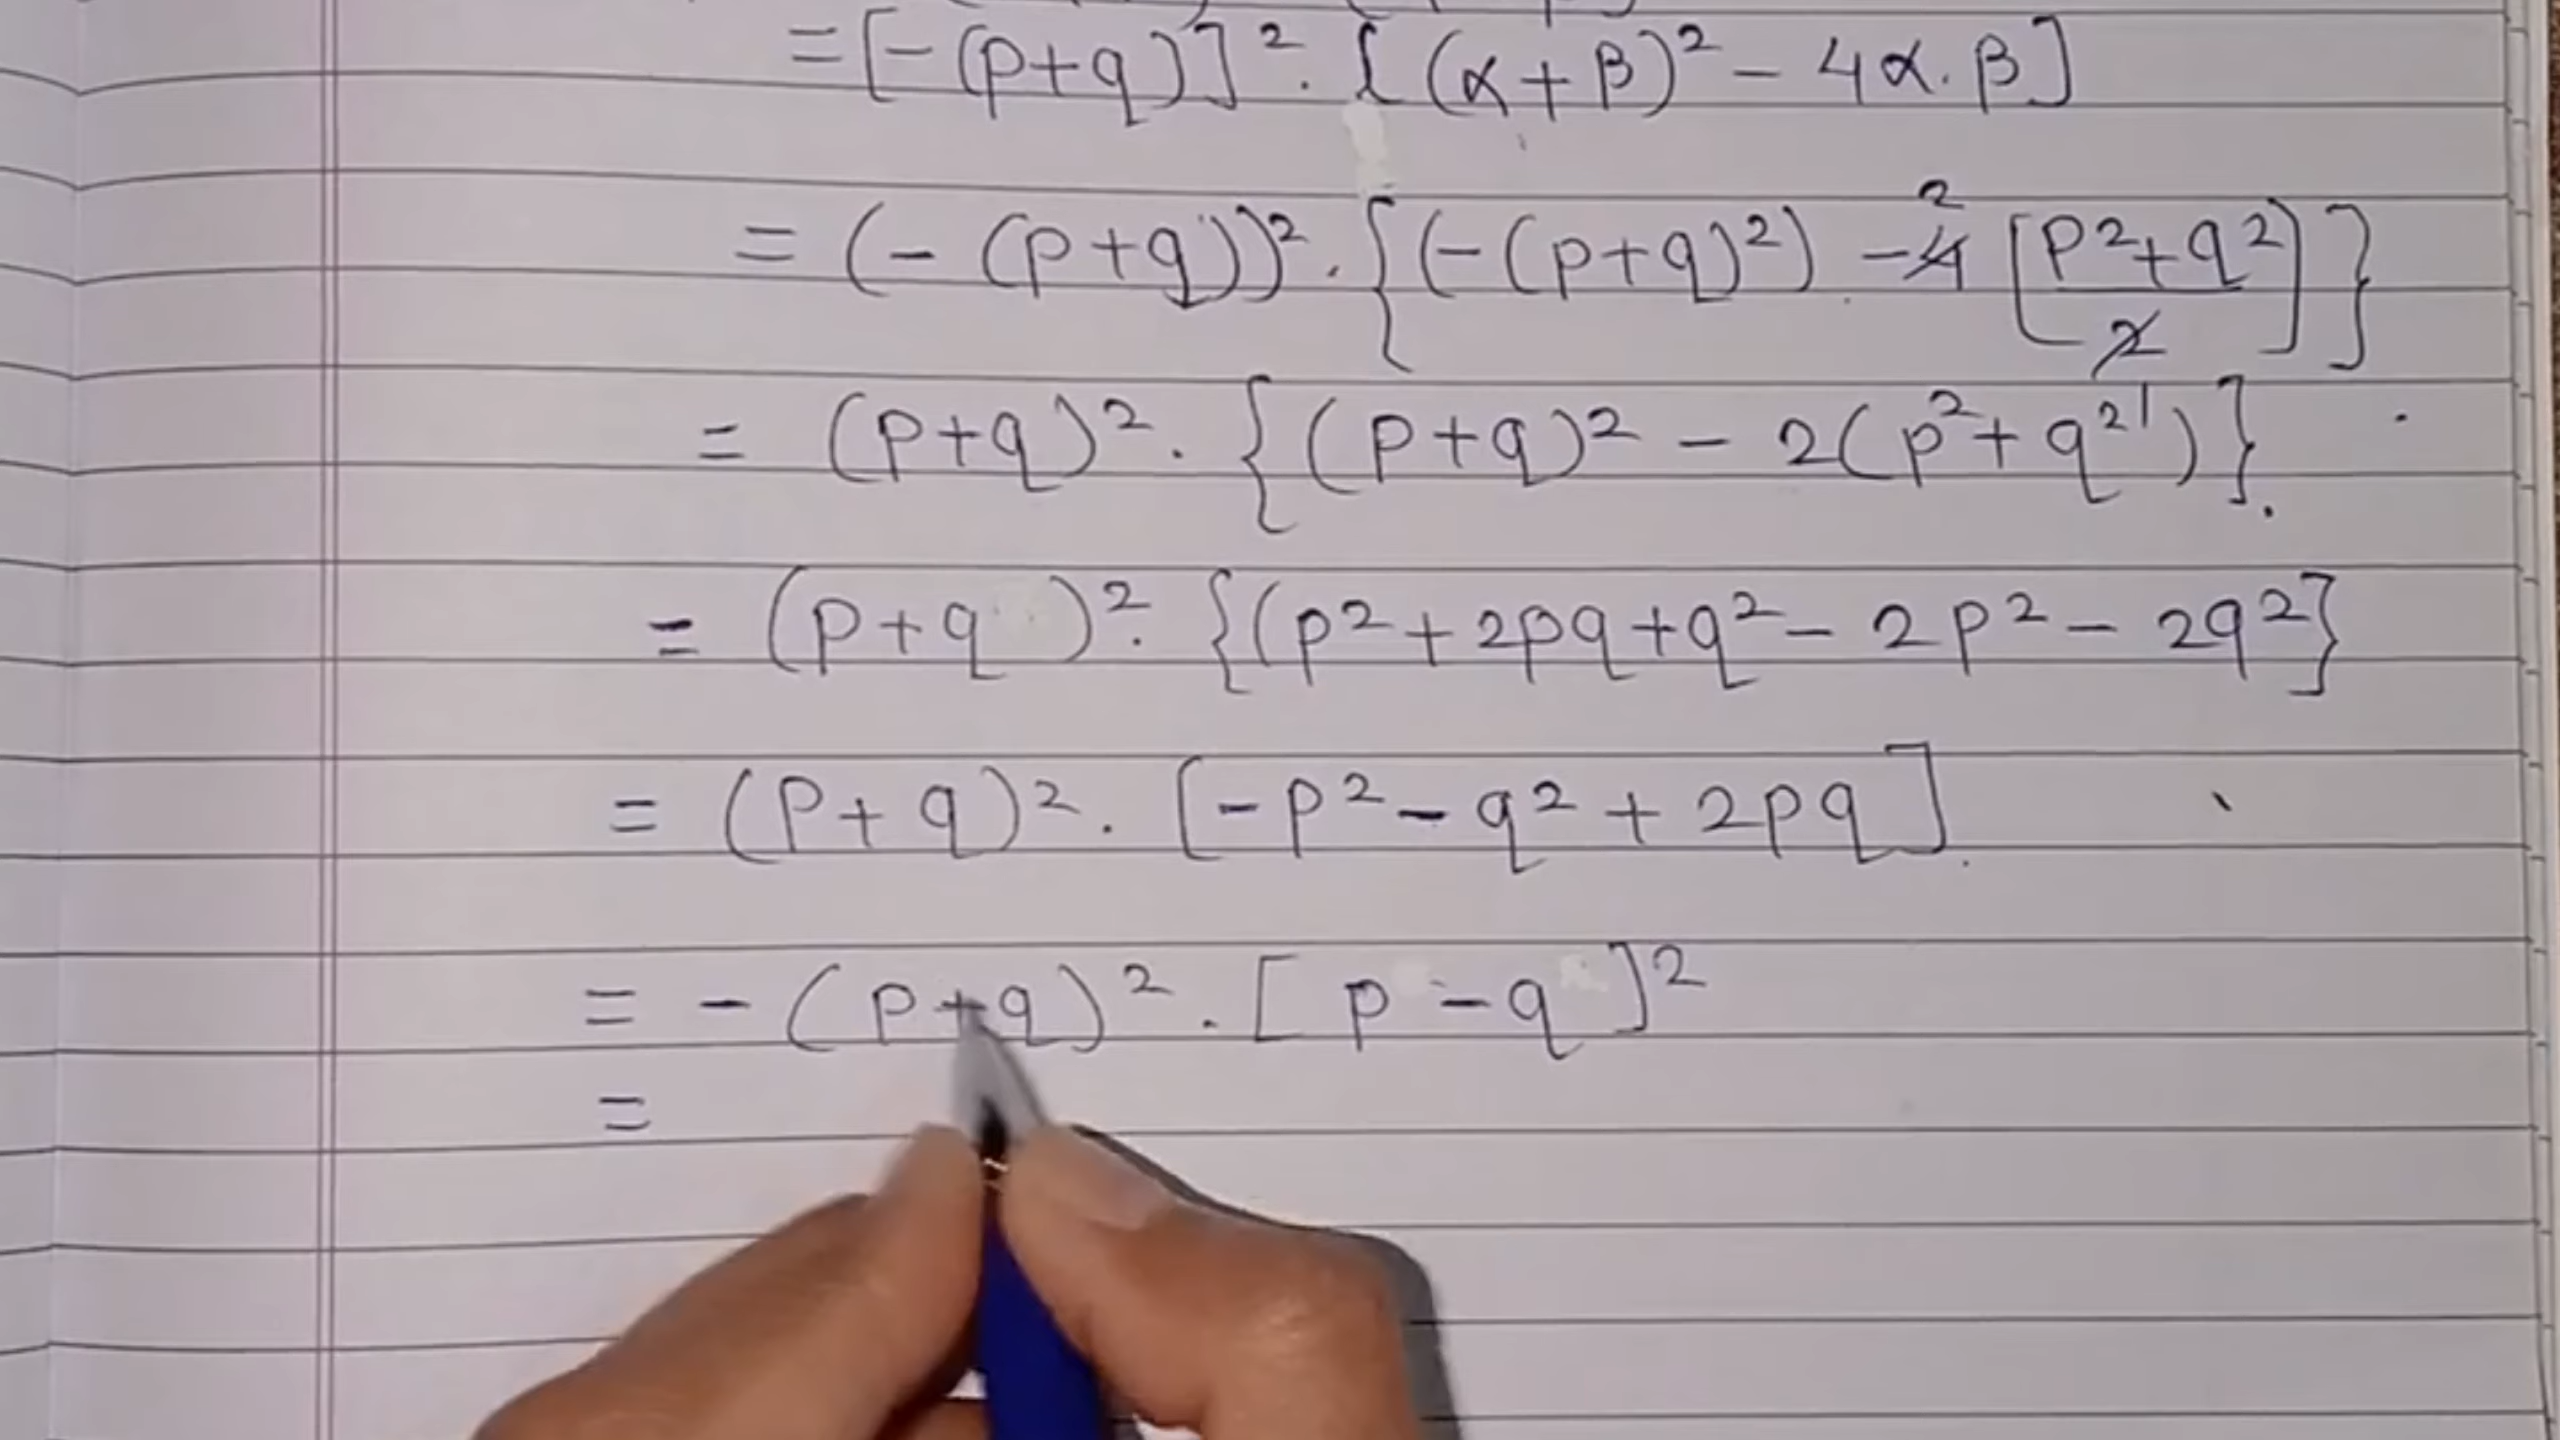 = [-(p+q)]². {(α+β)² - 4α.β]
= (-(p+q))². {(-(p+q)²) - 4 2 [p²+q²/2]}
= (p+q)². {(p+q)² - 2(p²+q²)}.
= (p+q)². {(p²+2pq+q²- 2p²- 2q²}
= (p+q)². [-p²-q²+2pq]
= -(p+q)². [p-q]²
=